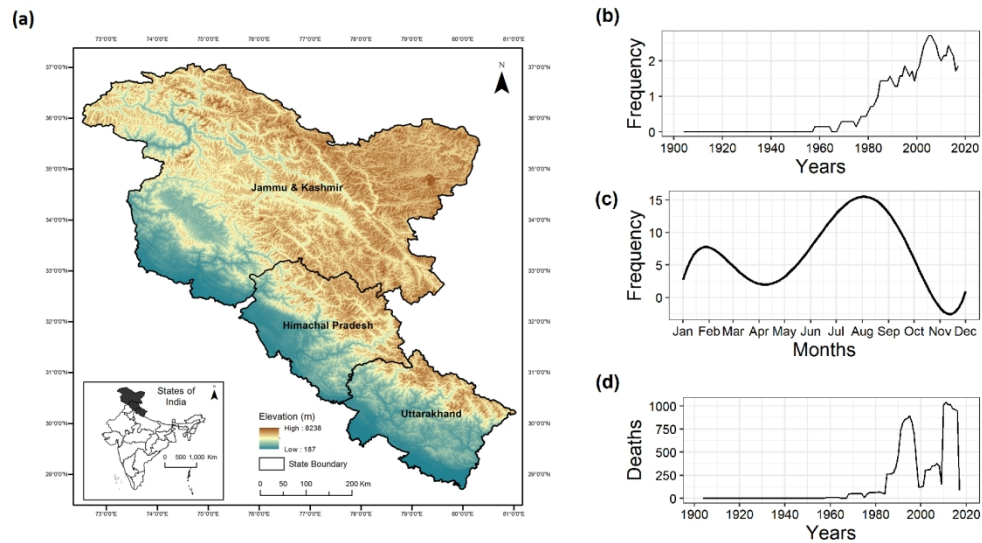 (a)
73°0'0"E 74°0'0"E 75°0'0"E 76°0'0"E 77°0'0"E 78°0'0"E 79°0'0"E 80°0'0"E 81°0'0"E
37°0'0"N 37°0'0"N
36°0'0"N 36°0'0"N
35°0'0"N 35°0'0"N
34°0'0"N 34°0'0"N
33°0'0"N 33°0'0"N
32°0'0"N 32°0'0"N
31°0'0"N 31°0'0"N
30°0'0"N 30°0'0"N
29°0'0"N 29°0'0"N
N
Jammu & Kashmir
Himachal Pradesh
Uttarakhand
States of
India
N
0 500 1,000 Km
Elevation (m)
High : 8238
Low : 187
State Boundary
0 50 100 200 Km
73°0'0"E 74°0'0"E 75°0'0"E 76°0'0"E 77°0'0"E 78°0'0"E 79°0'0"E 80°0'0"E 81°0'0"E
(b)
Frequency
2
1
0
1900 1920 1940 1960 1980 2000 2020
Years
(c)
Frequency
15
10
5
0
Jan Feb Mar Apr May Jun Jul Aug Sep Oct Nov Dec
Months
(d)
Deaths
1000
750
500
250
0
1900 1920 1940 1960 1980 2000 2020
Years